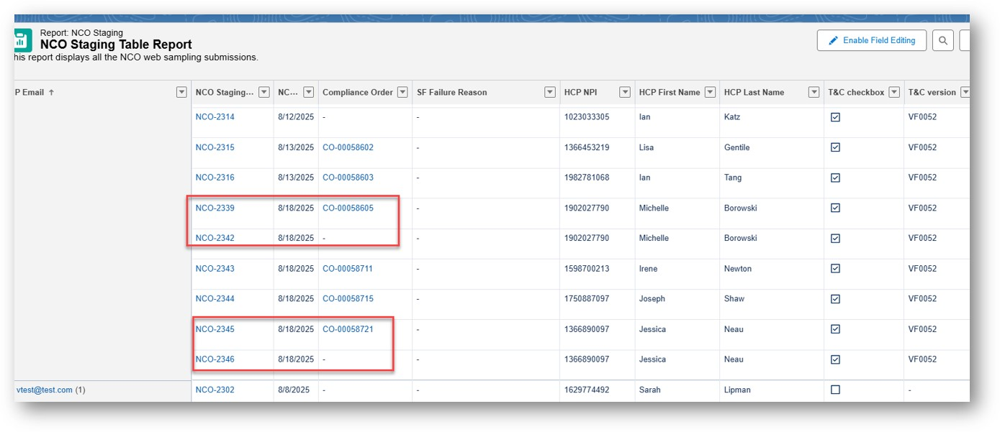 Report: NCO Staging
NCO Staging Table Report
his report displays all the NCO web sampling submissions.
Enable Field Editing
P Email ↑ NCO Staging... NC... Compliance Order SF Failure Reason HCP NPI HCP First Name HCP Last Name T&C checkbox T&C version
NCO-2314 8/12/2025 - - 1023033305 Ian Katz VF0052
NCO-2315 8/13/2025 CO-00058602 - 1366453219 Lisa Gentile VF0052
NCO-2316 8/13/2025 CO-00058603 - 1982781068 Ian Tang VF0052
NCO-2339 8/18/2025 CO-00058605 - 1902027790 Michelle Borowski VF0052
NCO-2342 8/18/2025 - - 1902027790 Michelle Borowski VF0052
NCO-2343 8/18/2025 CO-00058711 - 1598700213 Irene Newton VF0052
NCO-2344 8/18/2025 CO-00058715 - 1750887097 Joseph Shaw VF0052
NCO-2345 8/18/2025 CO-00058721 - 1366890097 Jessica Neau VF0052
NCO-2346 8/18/2025 - - 1366890097 Jessica Neau VF0052
vtest@test.com (1) NCO-2302 8/8/2025 - - 1629774492 Sarah Lipman -